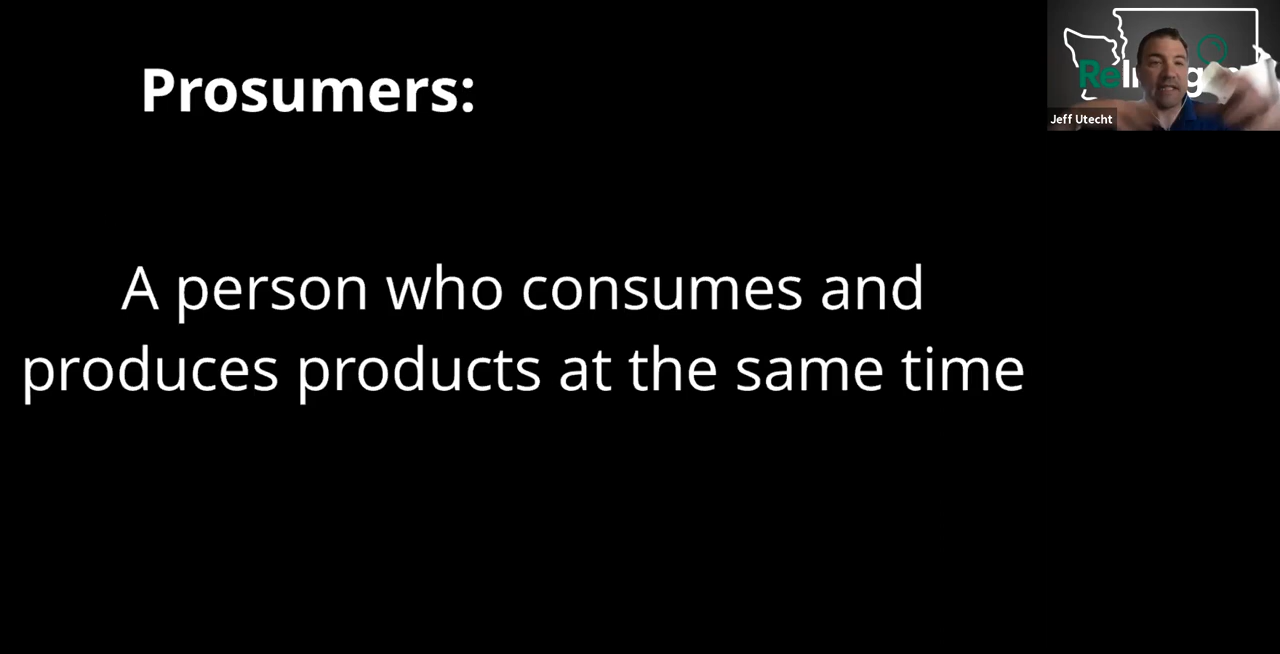 Prosumers:
A person who consumes and
produces products at the same time
Jeff Utecht